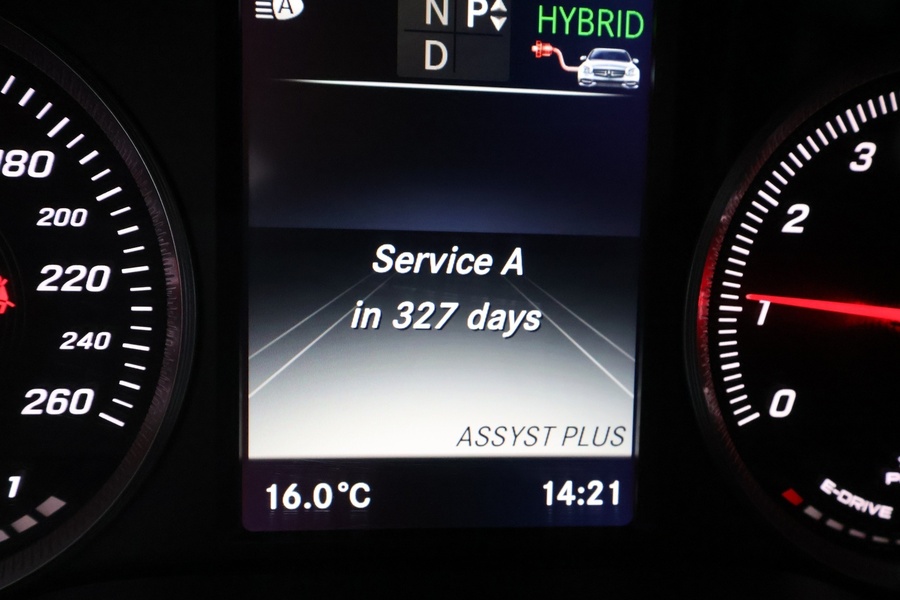 A
N P
D
HYBRID
180
200
220
240
260
1
Service A
in 327 days
ASSYST PLUS
16.0°C
14:21
3
2
1
0
E-DRIVE